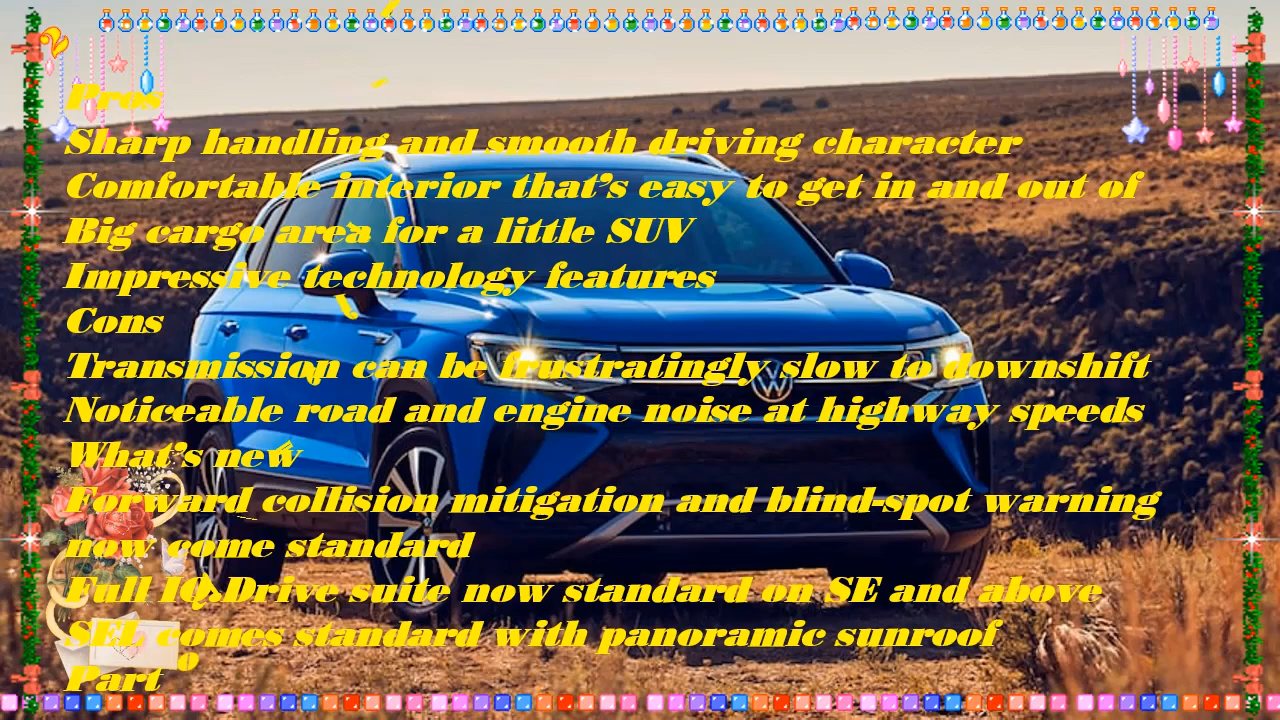 Pros
Sharp handling and smooth driving character
Comfortable interior that’s easy to get in and out of
Big cargo area for a little SUV
Impressive technology features
Cons
Transmission can be frustratingly slow to downshift
Noticeable road and engine noise at highway speeds
What’s new
Forward collision mitigation and blind-spot warning
now come standard
Full IQ.Drive suite now standard on SE and above
SEL comes standard with panoramic sunroof
Part